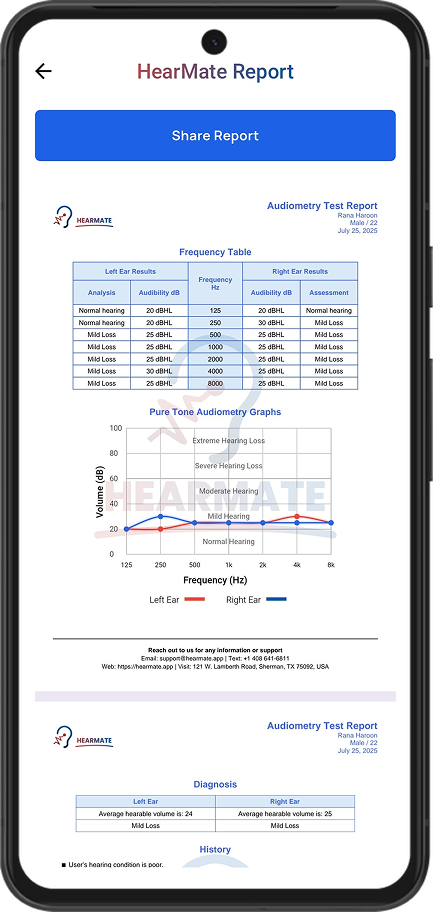 HearMate Report
Share Report
HEARMATE
Audiometry Test Report
Rana Haroon
Male / 22
July 25, 2025
Frequency Table
Left Ear Results Frequency Hz Right Ear Results
Analysis Audibility dB Audibility dB Assessment
Normal hearing 20 dBHL 125 20 dBHL Normal hearing
Normal hearing 20 dBHL 250 30 dBHL Mild Loss
Mild Loss 25 dBHL 500 25 dBHL Mild Loss
Mild Loss 25 dBHL 1000 25 dBHL Mild Loss
Mild Loss 25 dBHL 2000 25 dBHL Mild Loss
Mild Loss 30 dBHL 4000 25 dBHL Mild Loss
Mild Loss 25 dBHL 8000 25 dBHL Mild Loss
Pure Tone Audiometry Graphs
HEARMATE
Volume (dB)
100
80
60
40
20
0
Extreme Hearing Loss
Severe Hearing Loss
Moderate Hearing
Mild Hearing
Normal Hearing
125 250 500 1k 2k 4k 8k
Frequency (Hz)
Left Ear Right Ear
Reach out to us for any information or support
Email: support@hearmate.app | Text: +1 408 641-6811
Web: https://hearmate.app | Visit: 121 W. Lamberth Road, Sherman, TX 75092, USA
HEARMATE
Audiometry Test Report
Rana Haroon
Male / 22
July 25, 2025
Diagnosis
Left Ear Right Ear
Average hearable volume is: 24 Average hearable volume is: 25
Mild Loss Mild Loss
History
■ User's hearing condition is poor.